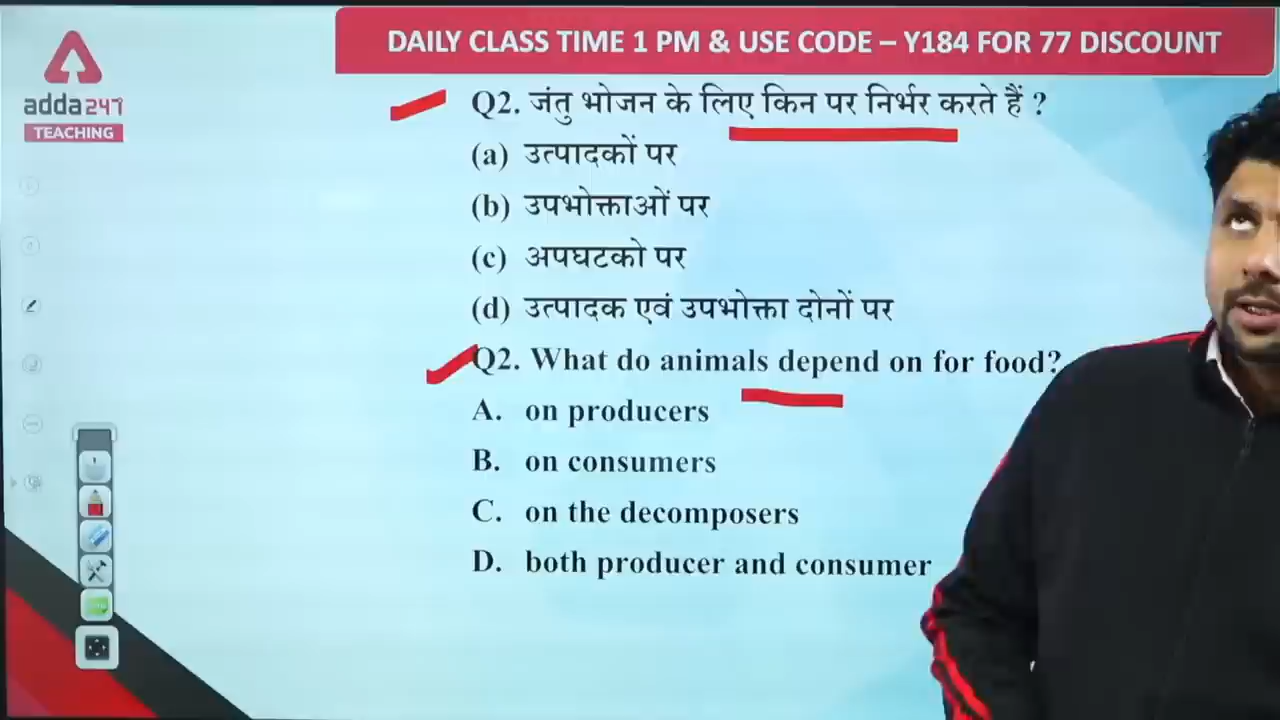 DAILY CLASS TIME 1 PM & USE CODE – Y184 FOR 77 DISCOUNT
adda247
TEACHING
Q2. जंतु भोजन के लिए किन पर निर्भर करते हैं ?
(a) उत्पादकों पर
(b) उपभोक्ताओं पर
(c) अपघटको पर
(d) उत्पादक एवं उपभोक्ता दोनों पर
Q2. What do animals depend on for food?
A. on producers
B. on consumers
C. on the decomposers
D. both producer and consumer